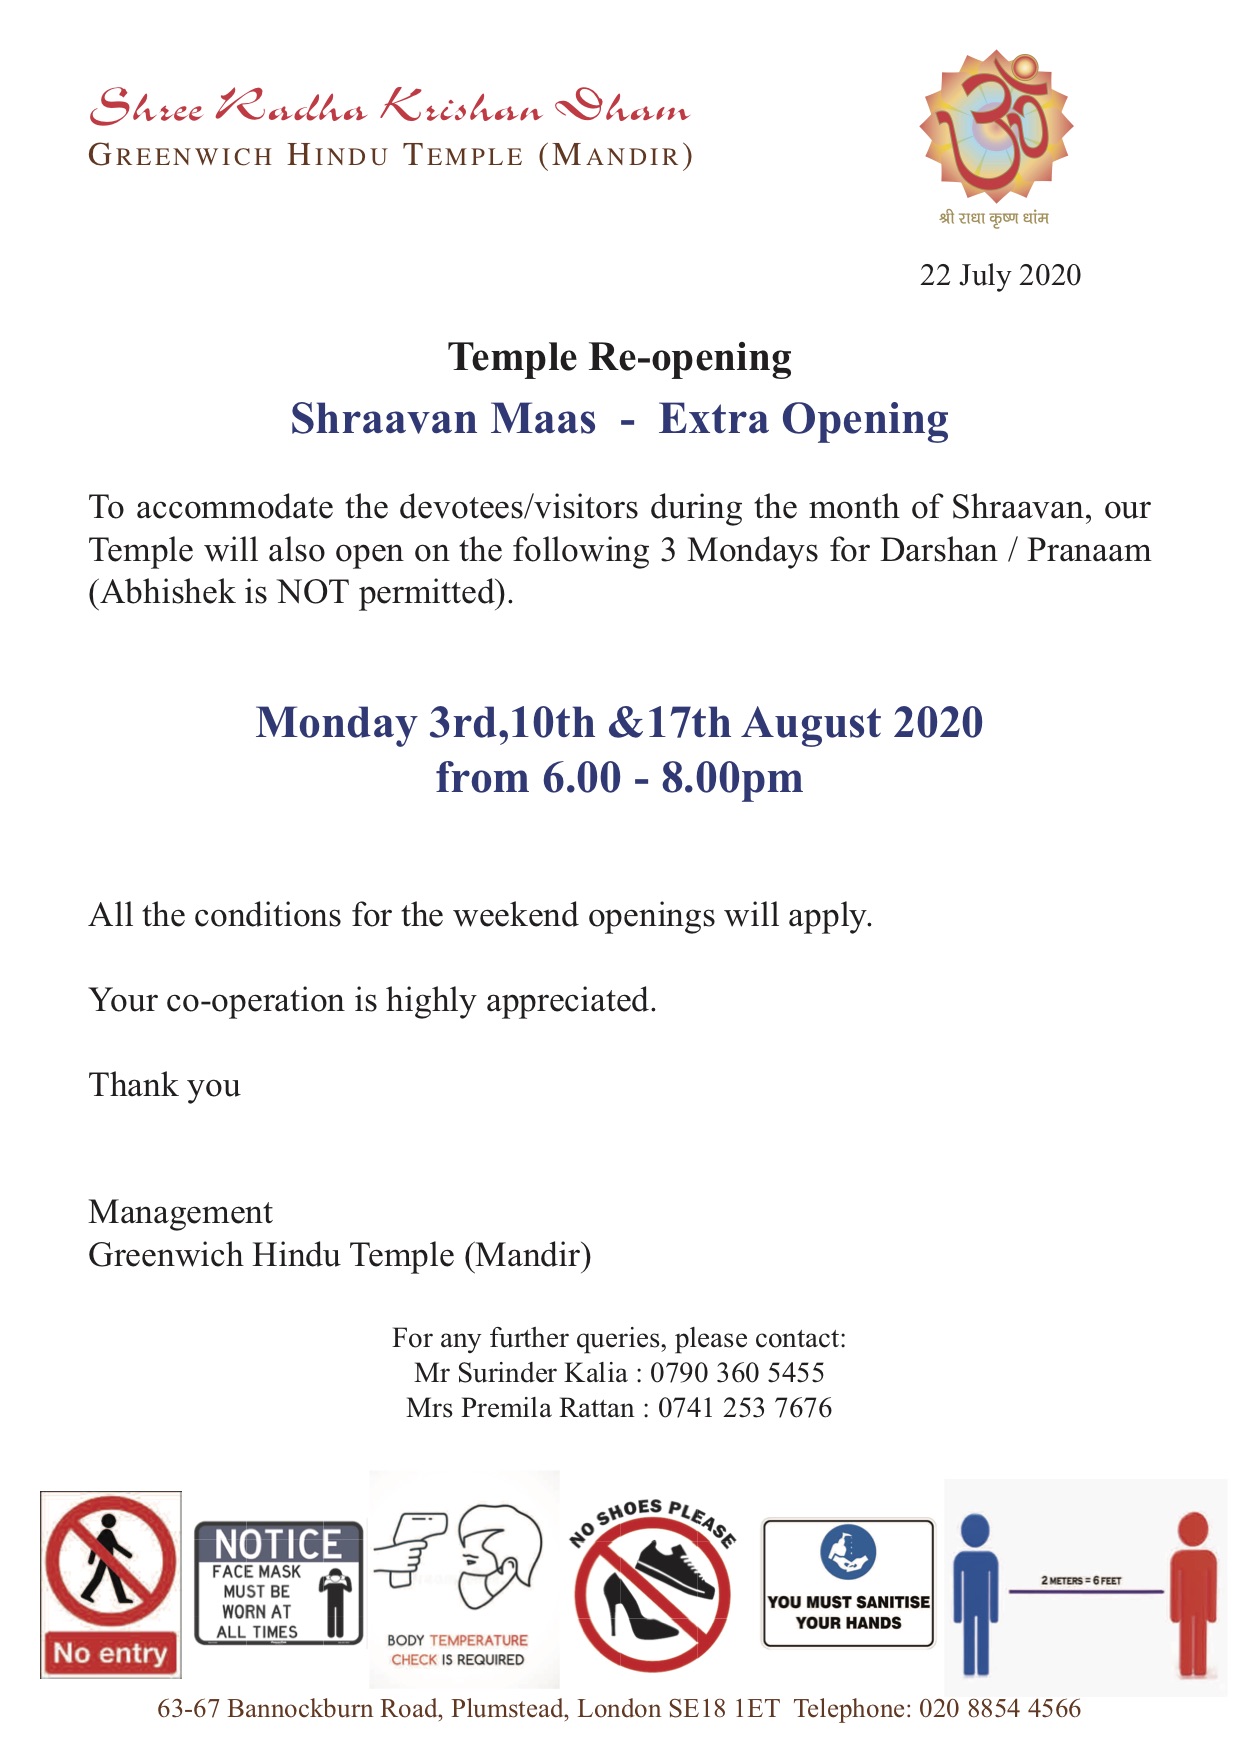 Shree Radha Krishan Dham
GREENWICH HINDU TEMPLE (MANDIR)
श्री राधा कृष्ण धांम
22 July 2020
Temple Re-opening
Shraavan Maas - Extra Opening
To accommodate the devotees/visitors during the month of Shraavan, our
Temple will also open on the following 3 Mondays for Darshan / Pranaam
(Abhishek is NOT permitted).
Monday 3rd,10th &17th August 2020
from 6.00 - 8.00pm
All the conditions for the weekend openings will apply.
Your co-operation is highly appreciated.
Thank you
Management
Greenwich Hindu Temple (Mandir)
For any further queries, please contact:
Mr Surinder Kalia : 0790 360 5455
Mrs Premila Rattan : 0741 253 7676
No entry
NOTICE
FACE MASK
MUST BE
WORN AT
ALL TIMES
BODY TEMPERATURE
CHECK IS REQUIRED
NO SHOES PLEASE
YOU MUST SANITISE
YOUR HANDS
2 METERS = 6 FEET
63-67 Bannockburn Road, Plumstead, London SE18 1ET Telephone: 020 8854 4566